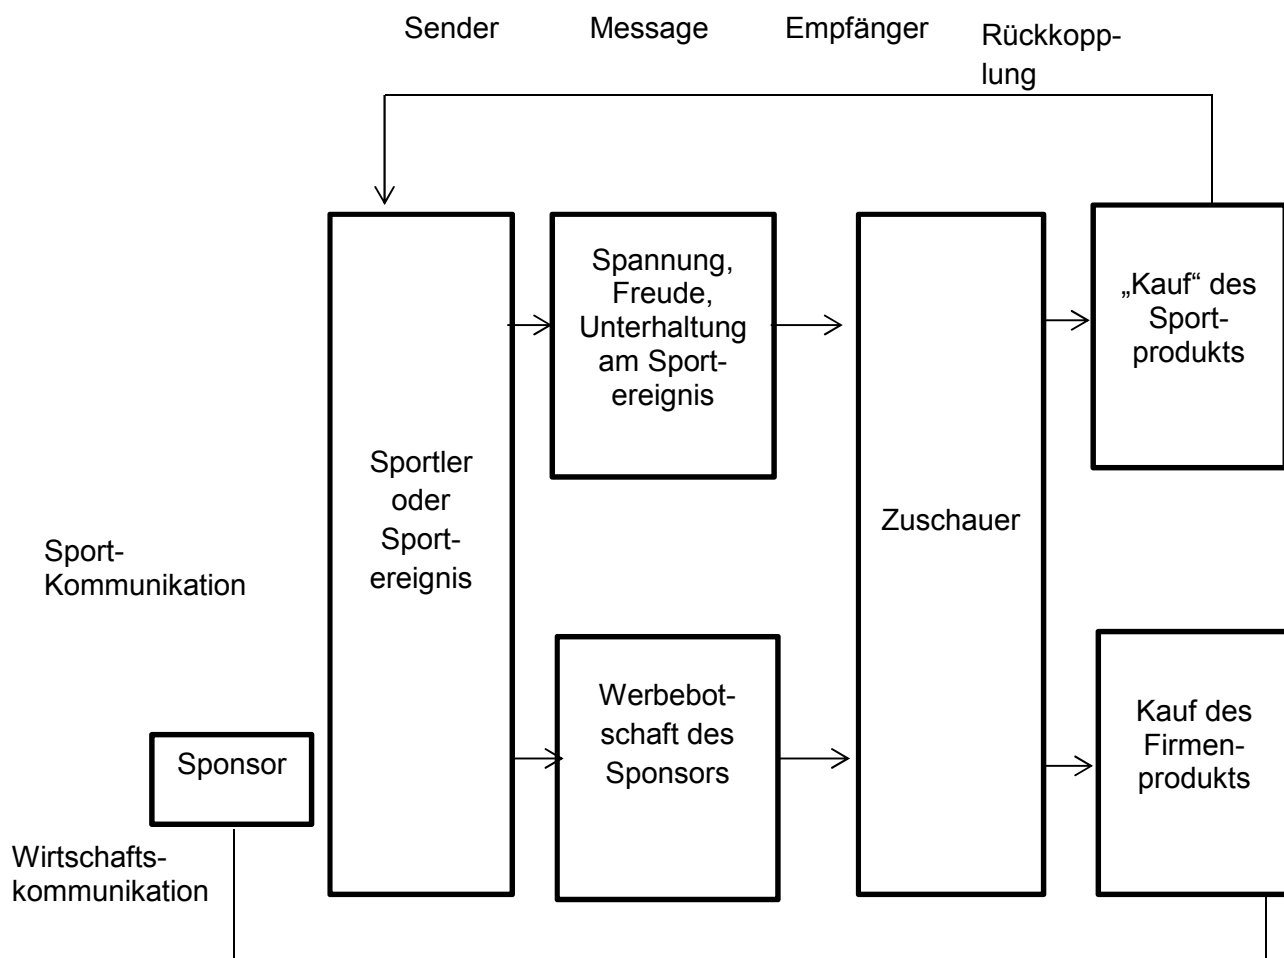 Sender
Message
Empfänger
Rückkopp-
lung
Spannung,
Freude,
Unterhaltung
am Sport-
ereignis
„Kauf“ des
Sport-
produkts
Sportler
oder
Sport-
ereignis
Zuschauer
Sport-
Kommunikation
Werbebot-
schaft des
Sponsors
Kauf des
Firmen-
produkts
Sponsor
Wirtschafts-
kommunikation